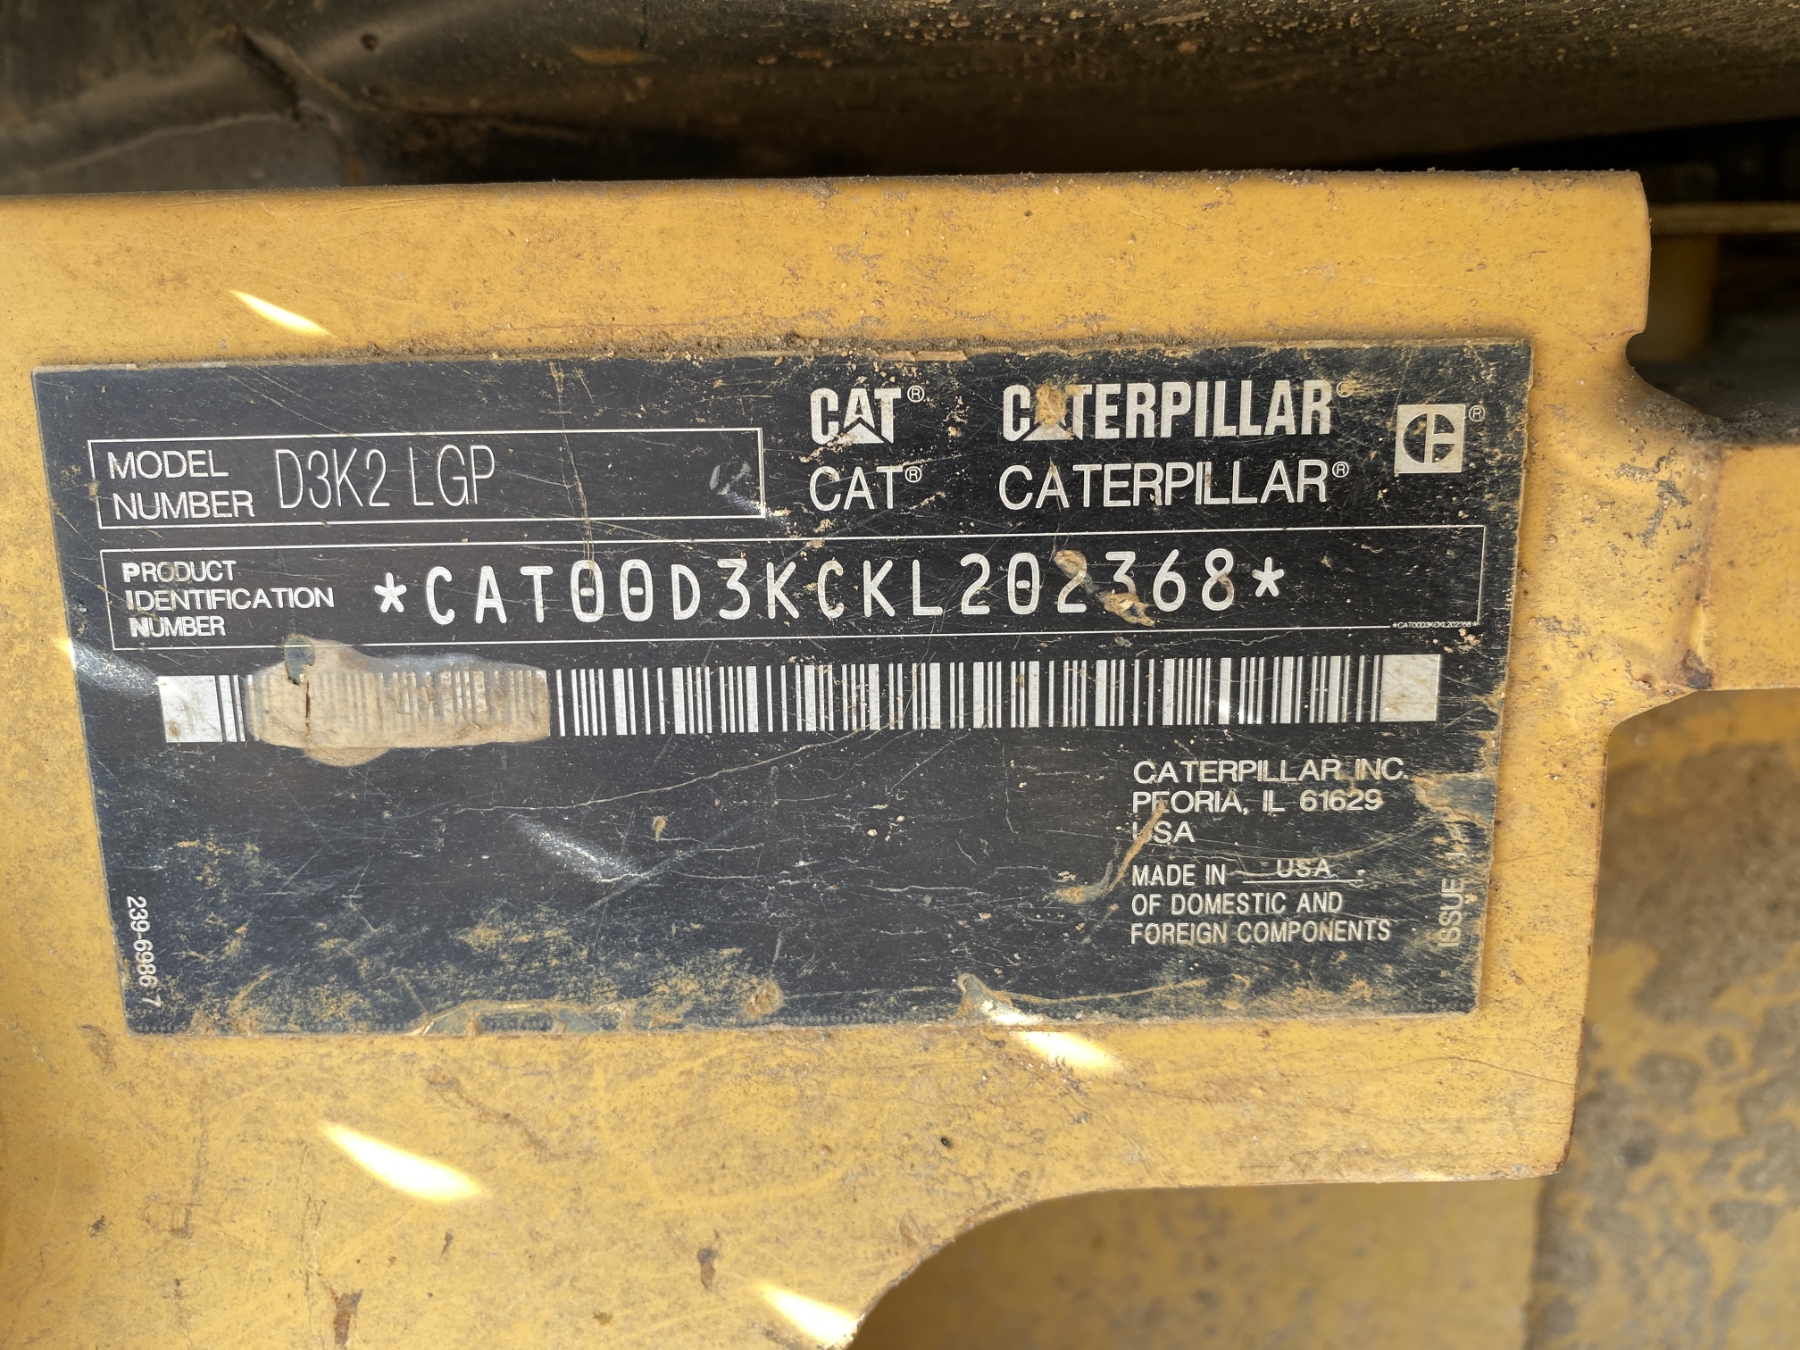 CAT® CATERPILLAR®
MODEL NUMBER D3K2 LGP
CAT® CATERPILLAR®
PRODUCT IDENTIFICATION NUMBER *CAT00D3KCKL202368*
*CAT00D3KCKL202368*
CATERPILLAR INC.
PEORIA, IL 61629
USA
MADE IN USA
OF DOMESTIC AND
FOREIGN COMPONENTS
239-6986 7
ISSUE